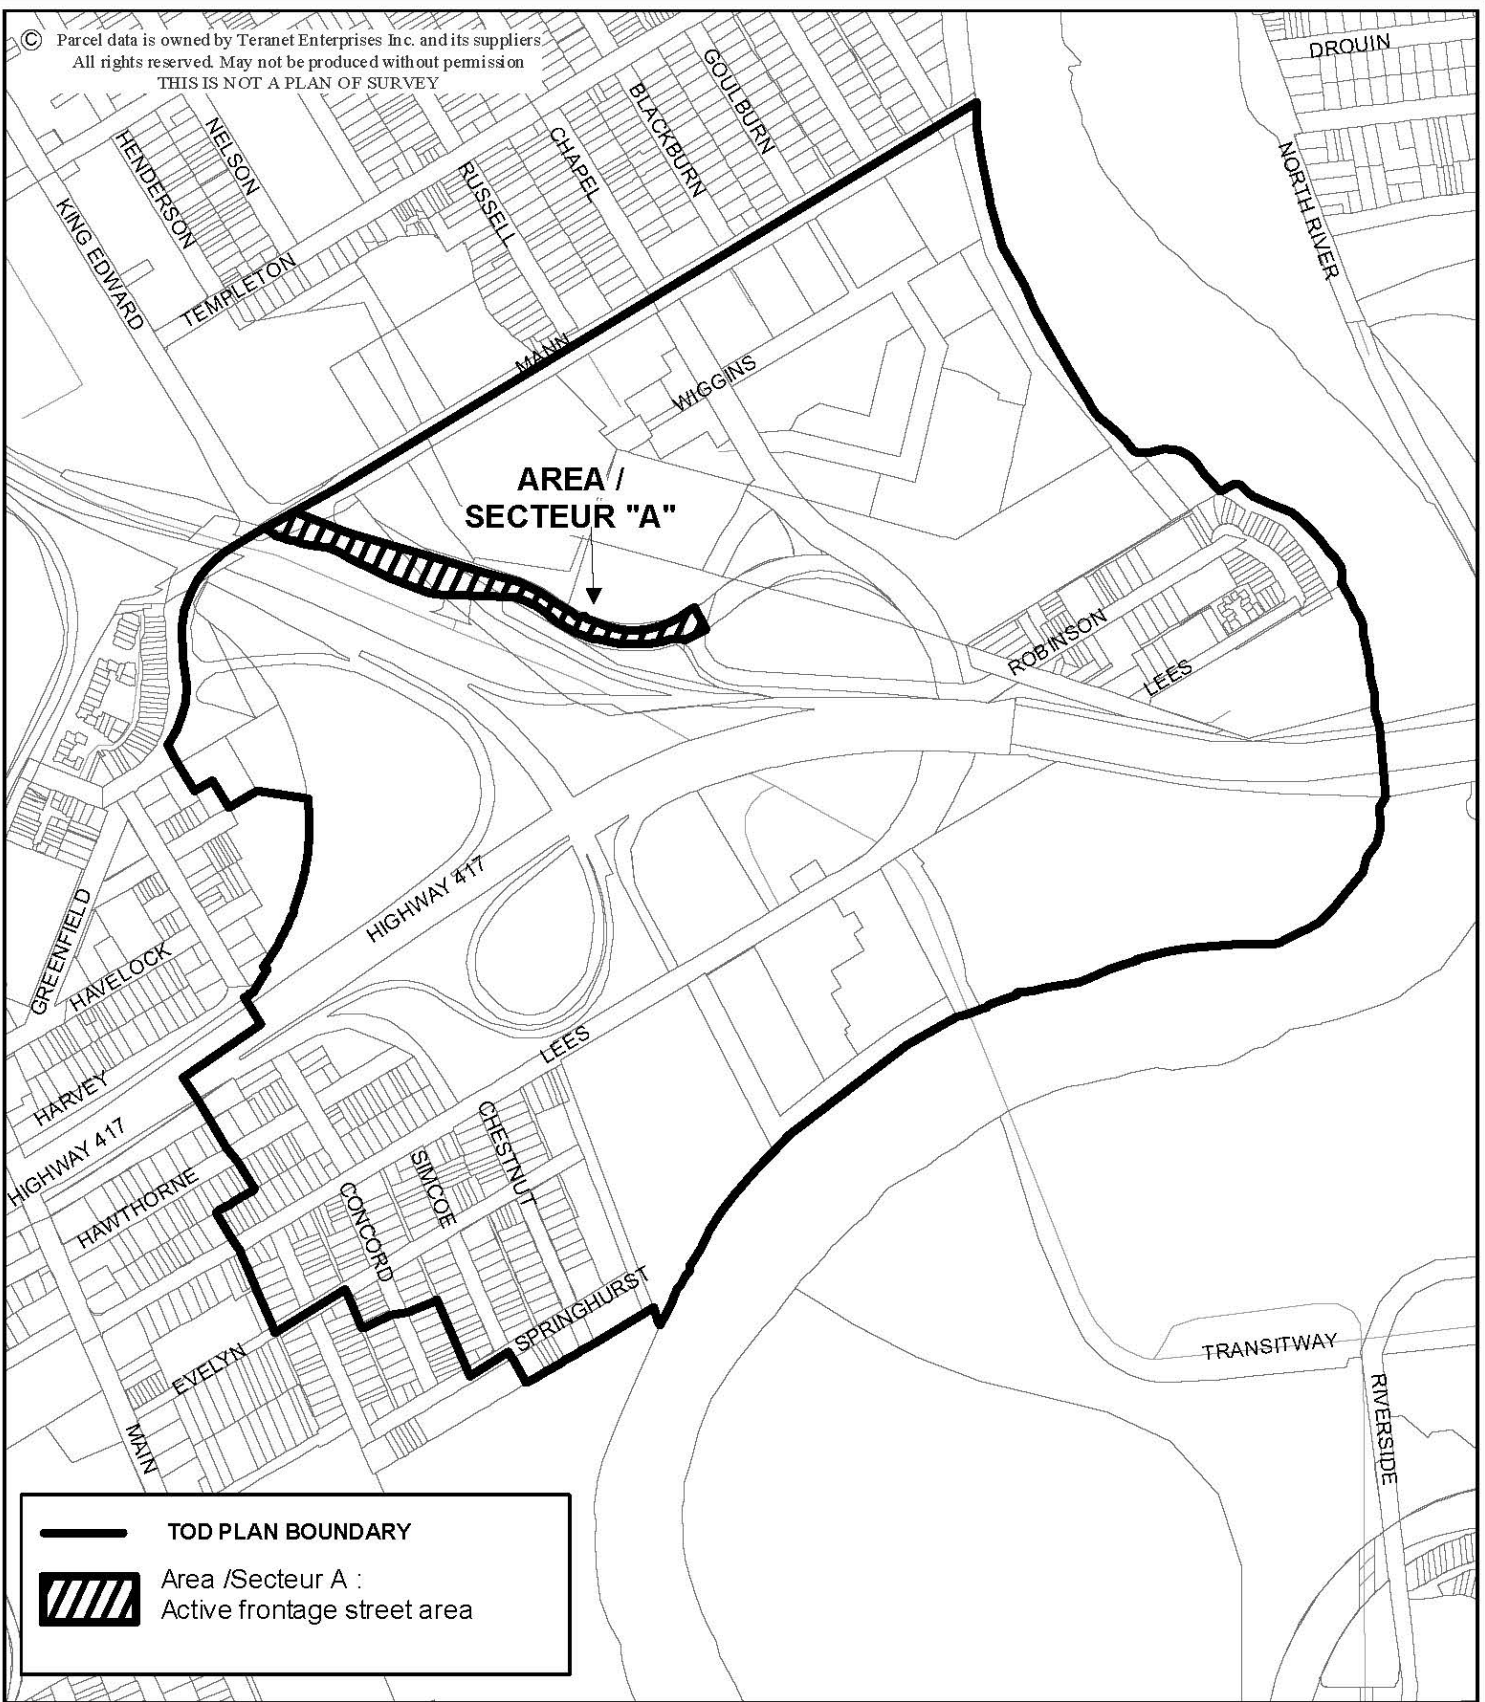 © Parcel data is owned by Teranet Enterprises Inc. and its suppliers
All rights reserved. May not be produced without permission
THIS IS NOT A PLAN OF SURVEY
DROUIN
GOULBURN
BLACKBURN
CHAPEL
NELSON
HENDERSON
RUSSELL
NORTH RIVER
KING EDWARD
TEMPLETON
MANN
WIGGINS
AREA /
SECTEUR "A"
ROBINSON
LEES
HIGHWAY 417
GREENFIELD
HAVELOCK
LEES
HARVEY
HIGHWAY 417
CHESTNUT
SIMCOE
HAWTHORNE
CONCORD
SPRINGHURST
TRANSITWAY
EVELYN
RIVERSIDE
MAIN
TOD PLAN BOUNDARY
Area /Secteur A :
Active frontage street area